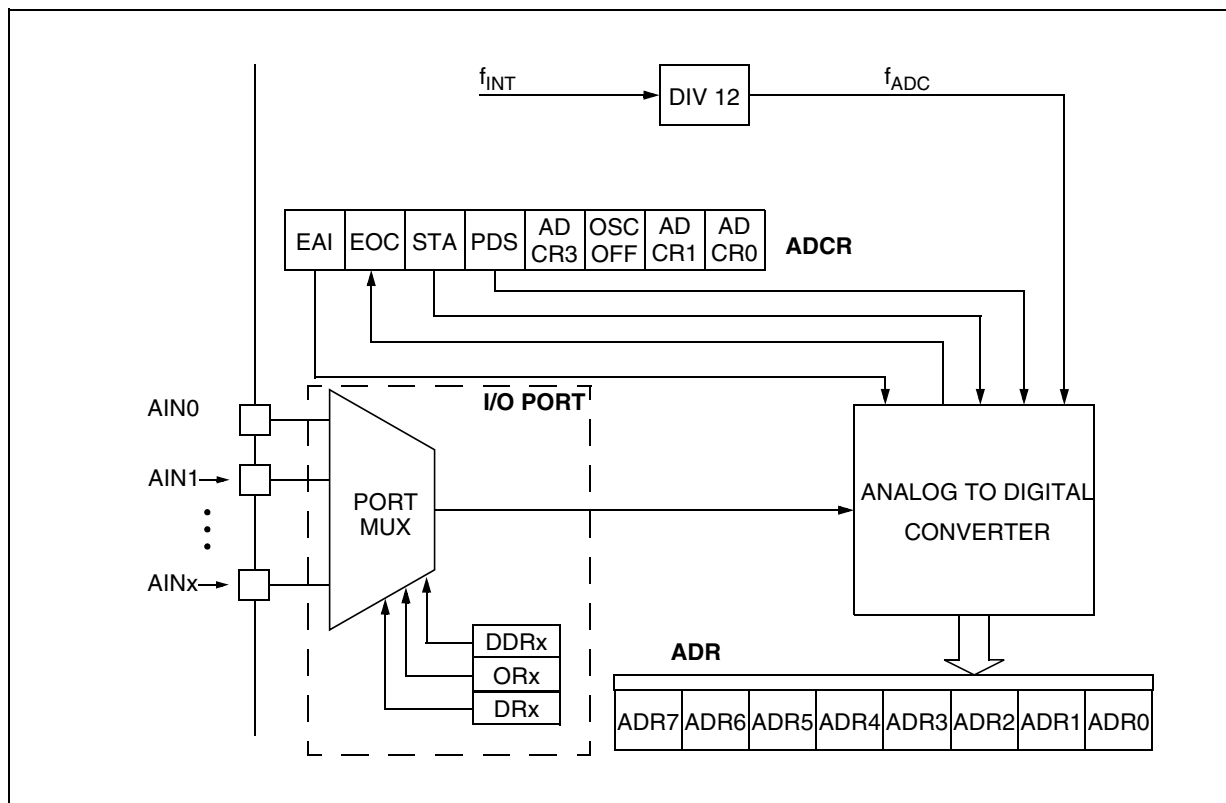 fINT
DIV 12
fADC
EAI EOC STA PDS AD CR3 OSC OFF AD CR1 AD CR0
ADCR
I/O PORT
AIN0
AIN1
AINx
PORT
MUX
ANALOG TO DIGITAL
CONVERTER
DDRx
ORx
DRx
ADR
ADR7 ADR6 ADR5 ADR4 ADR3 ADR2 ADR1 ADR0